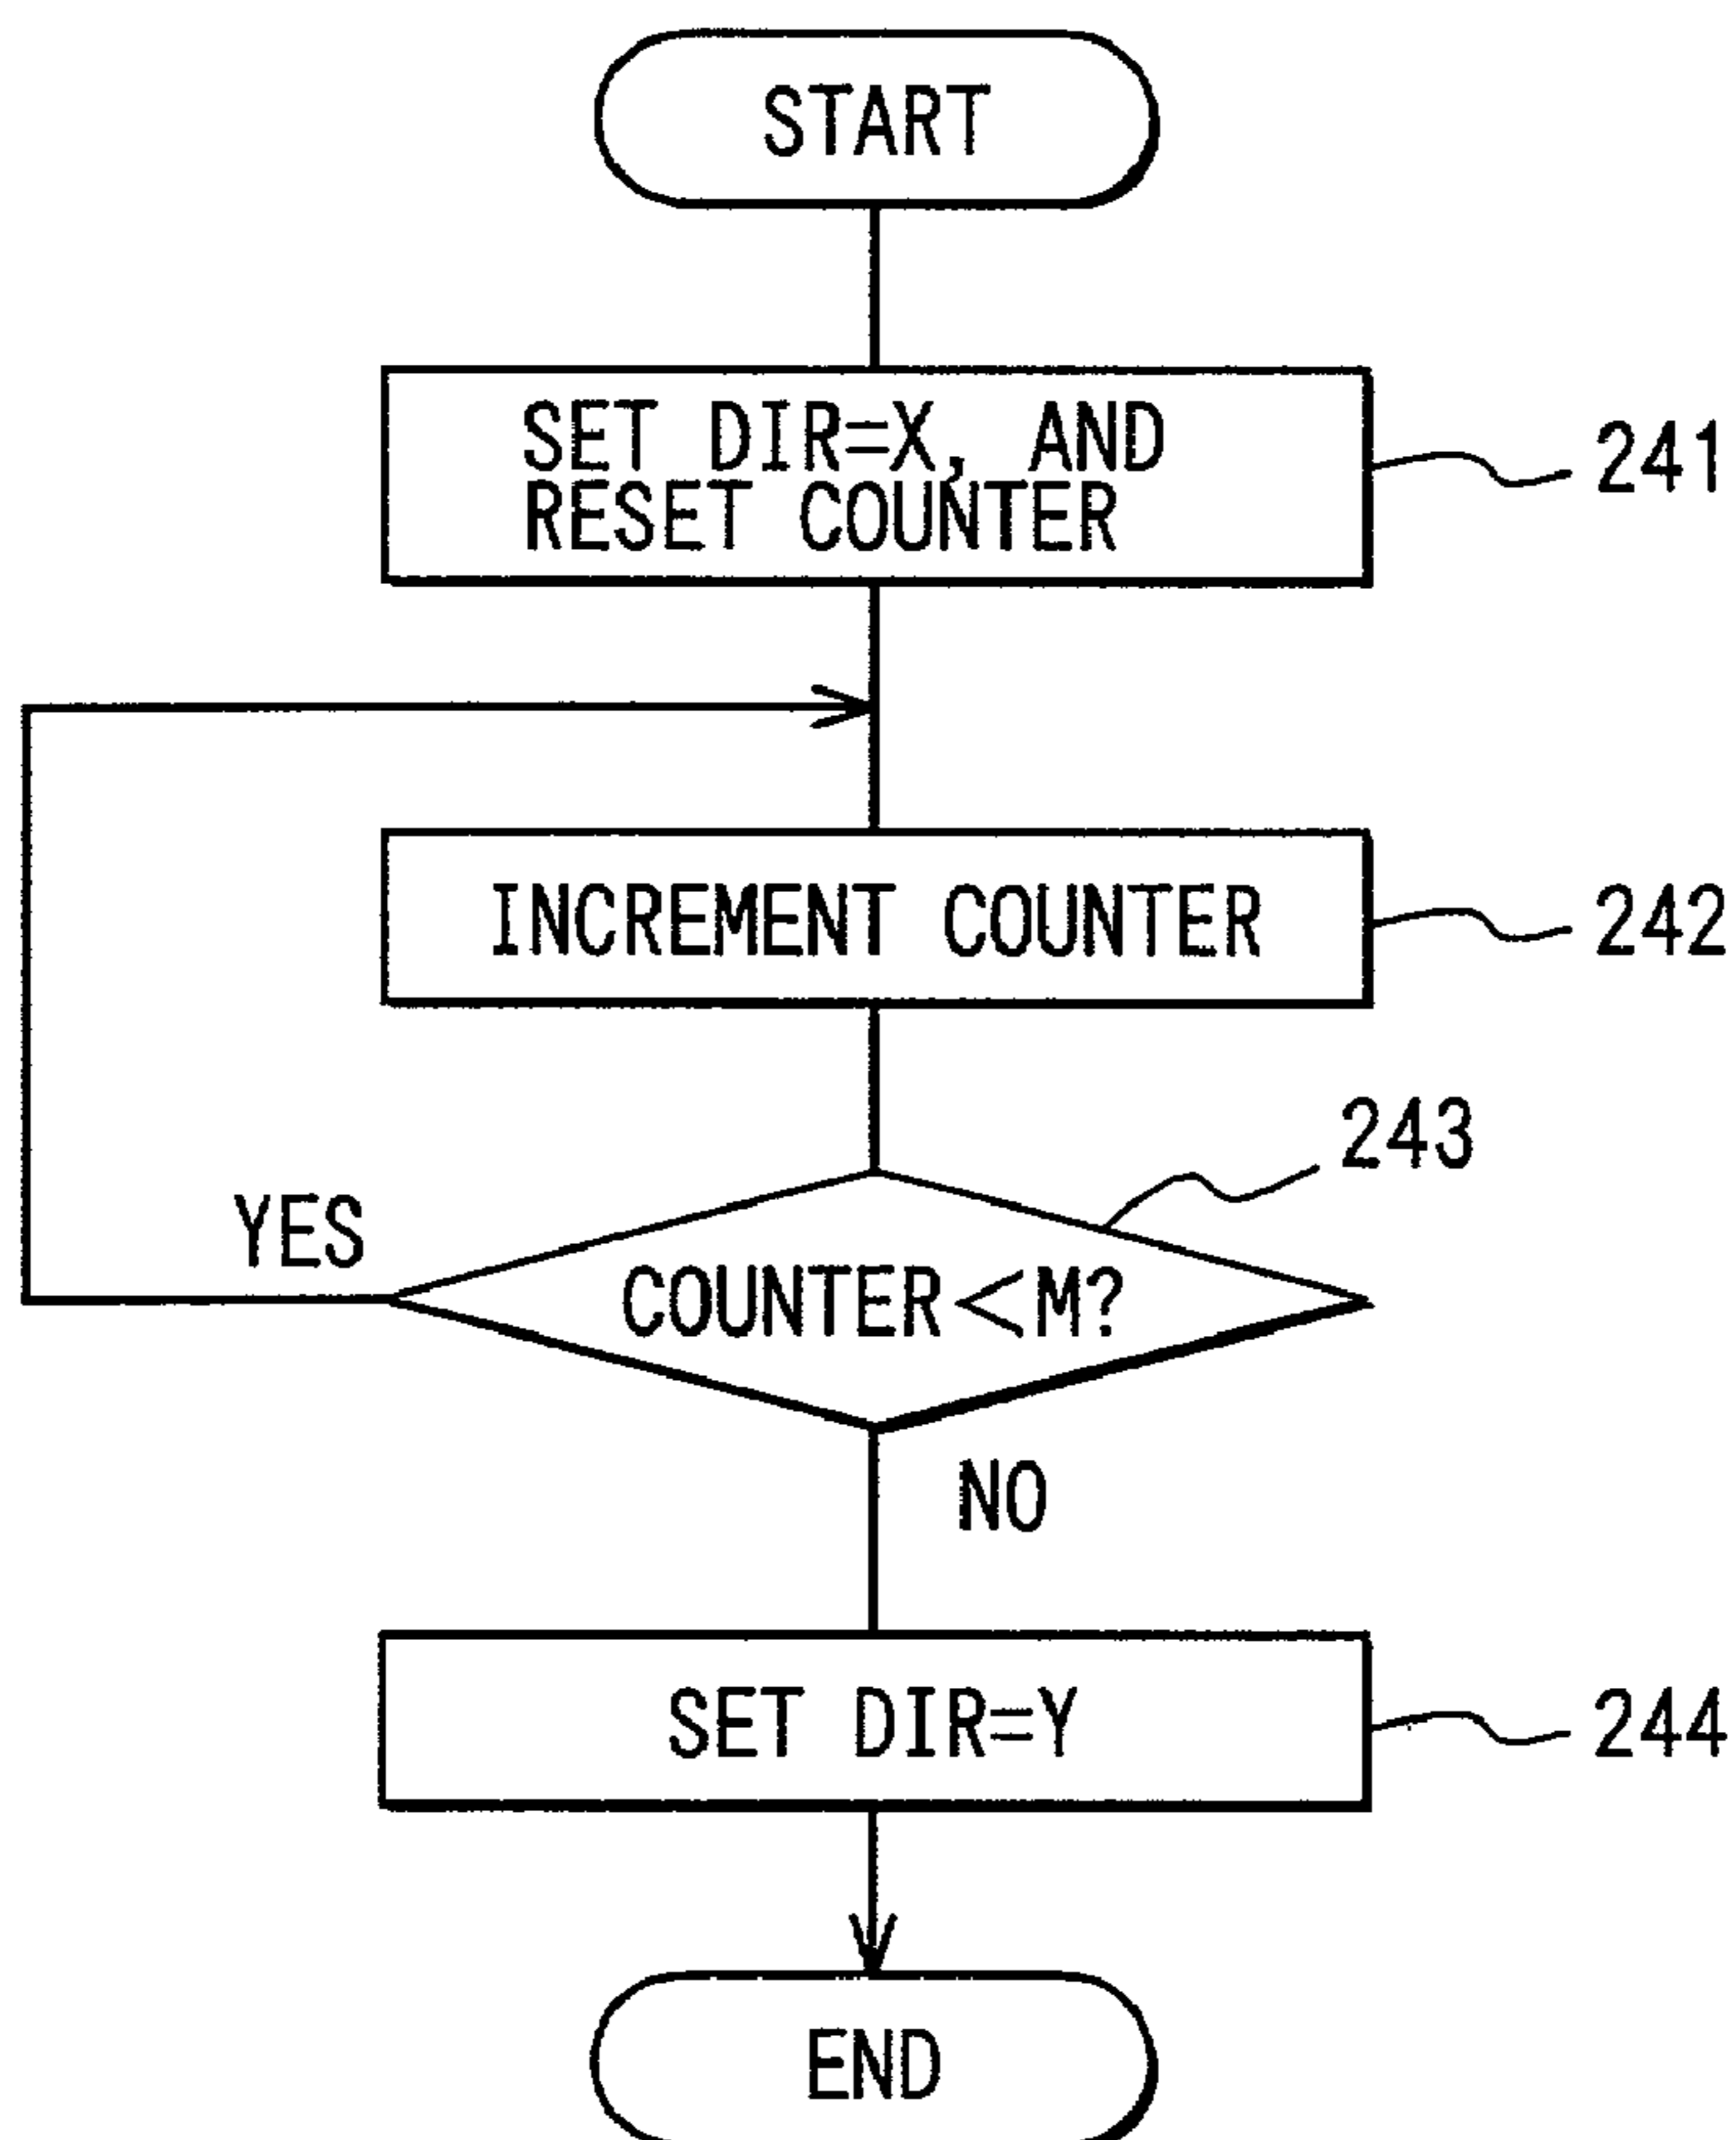 START
SET DIR=X, AND
RESET COUNTER
241
INCREMENT COUNTER
242
243
YES
COUNTER<M?
NO
SET DIR=Y
244
END